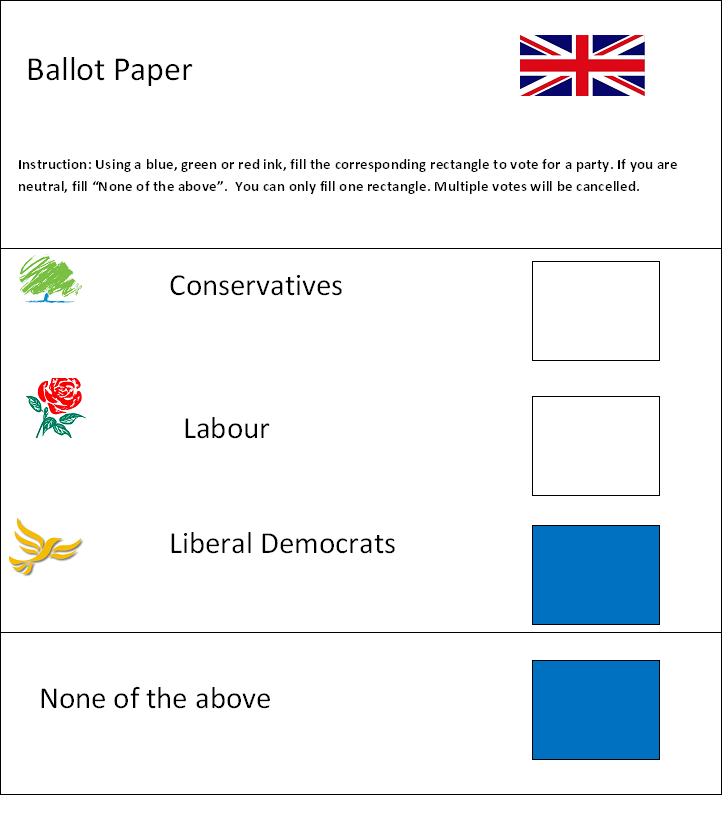 Ballot Paper
Instruction: Using a blue, green or red ink, fill the corresponding rectangle to vote for a party. If you are
neutral, fill “None of the above”.  You can only fill one rectangle. Multiple votes will be cancelled.
Conservatives
Labour
Liberal Democrats
None of the above